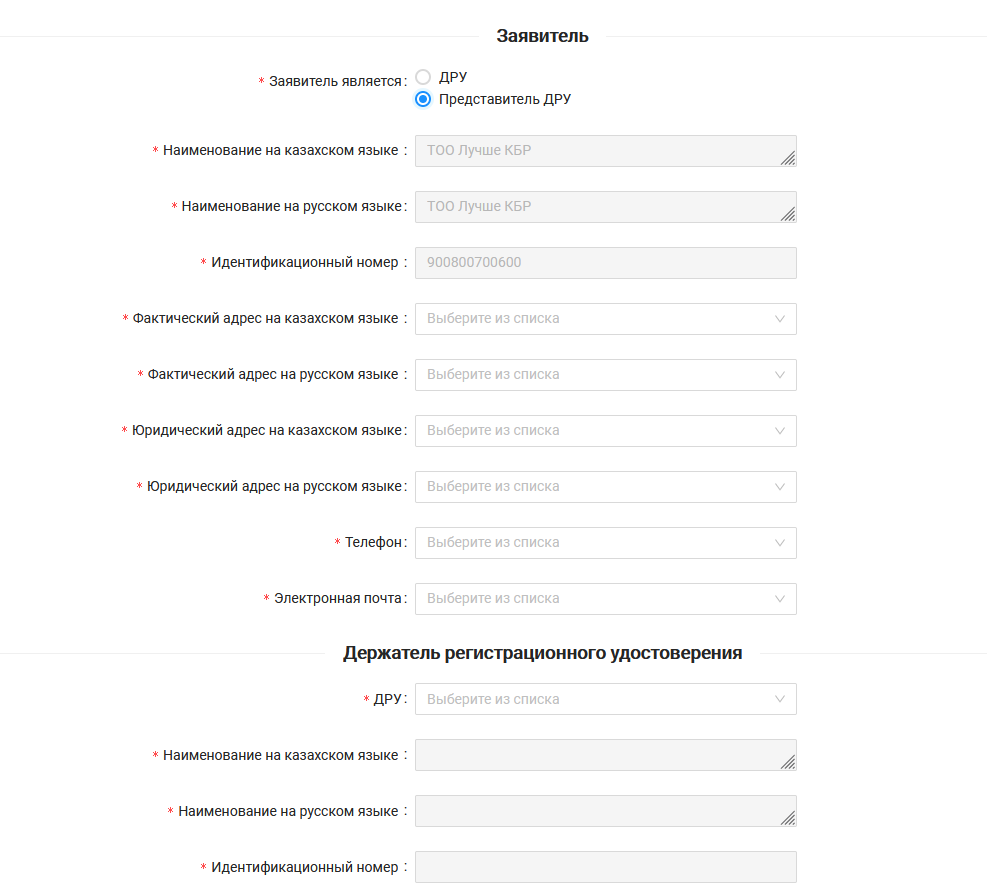 Заявитель
* Заявитель является: ДРУ
Представитель ДРУ
* Наименование на казахском языке : ТОО Лучше КБР
* Наименование на русском языке: ТОО Лучше КБР
* Идентификационный номер : 900800700600
* Фактический адрес на казахском языке : Выберите из списка
* Фактический адрес на русском языке : Выберите из списка
* Юридический адрес на казахском языке: Выберите из списка
* Юридический адрес на русском языке: Выберите из списка
* Телефон: Выберите из списка
* Электронная почта: Выберите из списка
Держатель регистрационного удостоверения
* ДРУ: Выберите из списка
* Наименование на казахском языке :
* Наименование на русском языке :
* Идентификационный номер :